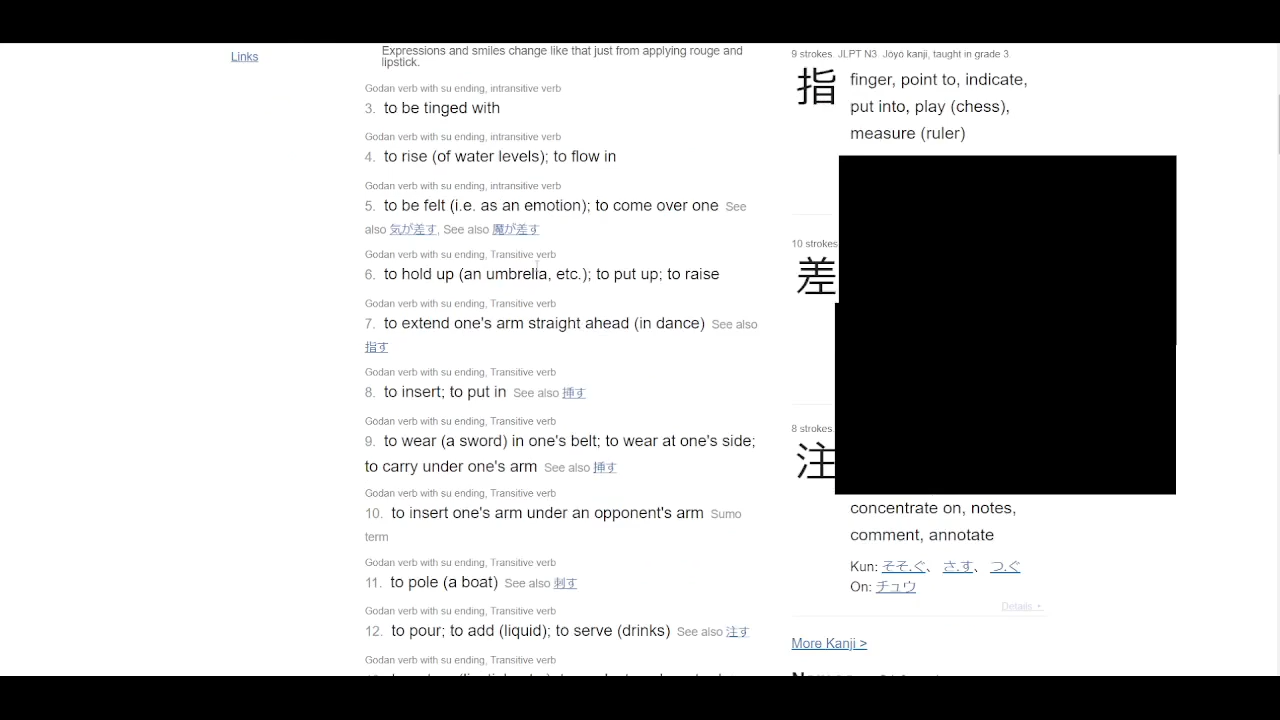 Links
Expressions and smiles change like that just from applying rouge and
lipstick.
Godan verb with su ending, intransitive verb
3. to be tinged with
Godan verb with su ending, intransitive verb
4. to rise (of water levels); to flow in
Godan verb with su ending, intransitive verb
5. to be felt (i.e. as an emotion); to come over one See
also 気が差す, See also 魔が差す
Godan verb with su ending, Transitive verb
6. to hold up (an umbrella, etc.); to put up; to raise
Godan verb with su ending, Transitive verb
7. to extend one's arm straight ahead (in dance) See also
指す
Godan verb with su ending, Transitive verb
8. to insert; to put in See also 挿す
Godan verb with su ending, Transitive verb
9. to wear (a sword) in one's belt; to wear at one's side;
to carry under one's arm See also 挿す
Godan verb with su ending, Transitive verb
10. to insert one's arm under an opponent's arm Sumo
term
Godan verb with su ending, Transitive verb
11. to pole (a boat) See also 刺す
Godan verb with su ending, Transitive verb
12. to pour; to add (liquid); to serve (drinks) See also 注す
Godan verb with su ending, Transitive verb
9 strokes. JLPT N3. Jōyō kanji, taught in grade 3.
指
finger, point to, indicate,
put into, play (chess),
measure (ruler)
10 strokes
差
8 strokes.
注
concentrate on, notes,
comment, annotate
Kun: そそ.ぐ、 さ.す、 つ.ぐ
On: チュウ
Details
More Kanji >